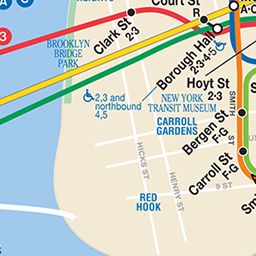 Court St
R
A-C
Clark St
2-3
BROOKLYN
BRIDGE
PARK
Borough Hall
2-3-4-5
3
2,3 and
northbound
4,5
Hoyt St
2-3
NEW YORK
TRANSIT MUSEUM
CARROLL
GARDENS
SMITH
ST
Bergen St
F-G
Carroll St
F-G
HICKS ST
HENRY ST
9 ST
RED
HOOK